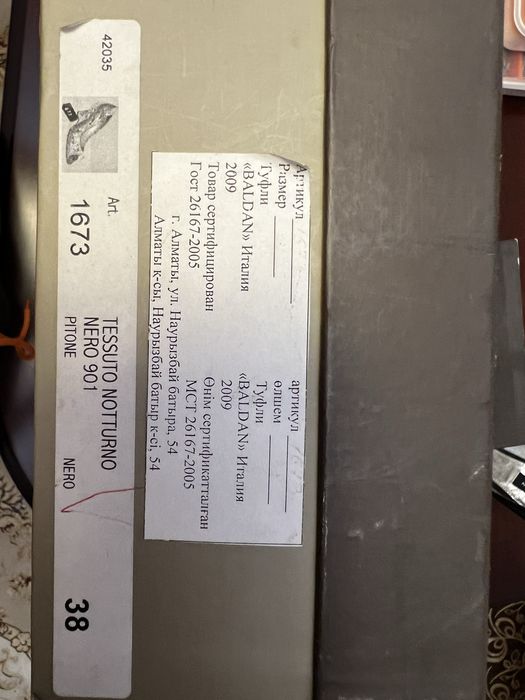 42035
Art.
1673
TESSUTO NOTTURNO
NERO 901
PITONE
NERO
38
Артикул
Размер
Туфли
«BALDAN» Италия
2009
Товар сертифицирован
Гост 26167-2005
артикул
өлшем
Туфли
«BALDAN» Италия
2009
Өнім сертификатталған
МСТ 26167-2005
г. Алматы, ул. Наурызбай батыра, 54
Алматы к-сы, Наурызбай батыр к-сі, 54